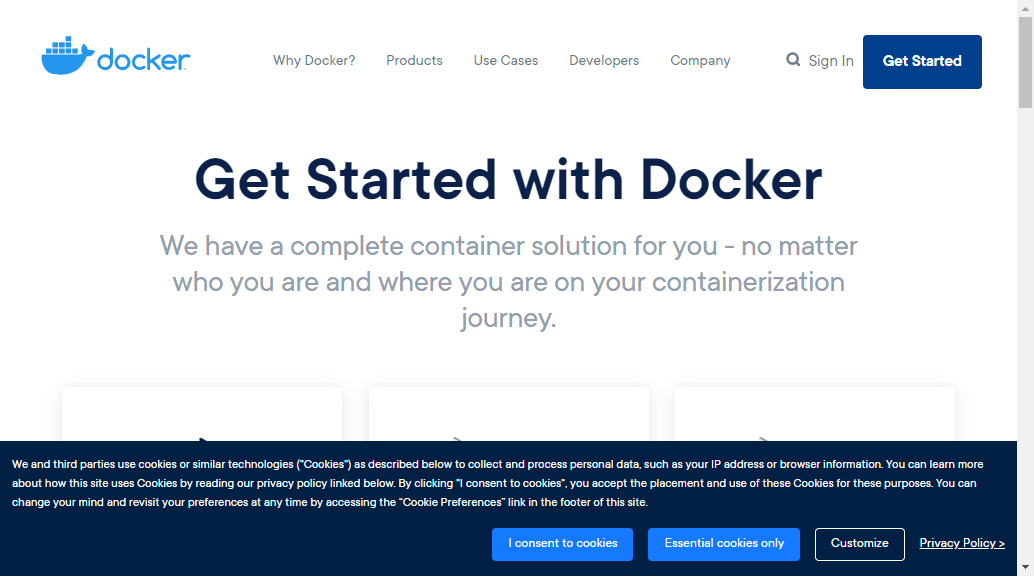 docker
Why Docker?
Products
Use Cases
Developers
Company
Sign In
Get Started
Get Started with Docker
We have a complete container solution for you - no matter
who you are and where you are on your containerization
journey.
We and third parties use cookies or similar technologies ("Cookies") as described below to collect and process personal data, such as your IP address or browser information. You can learn more
about how this site uses Cookies by reading our privacy policy linked below. By clicking "I consent to cookies", you accept the placement and use of these Cookies for these purposes. You can
change your mind and revisit your preferences at any time by accessing the "Cookie Preferences" link in the footer of this site.
I consent to cookies
Essential cookies only
Customize
Privacy Policy >